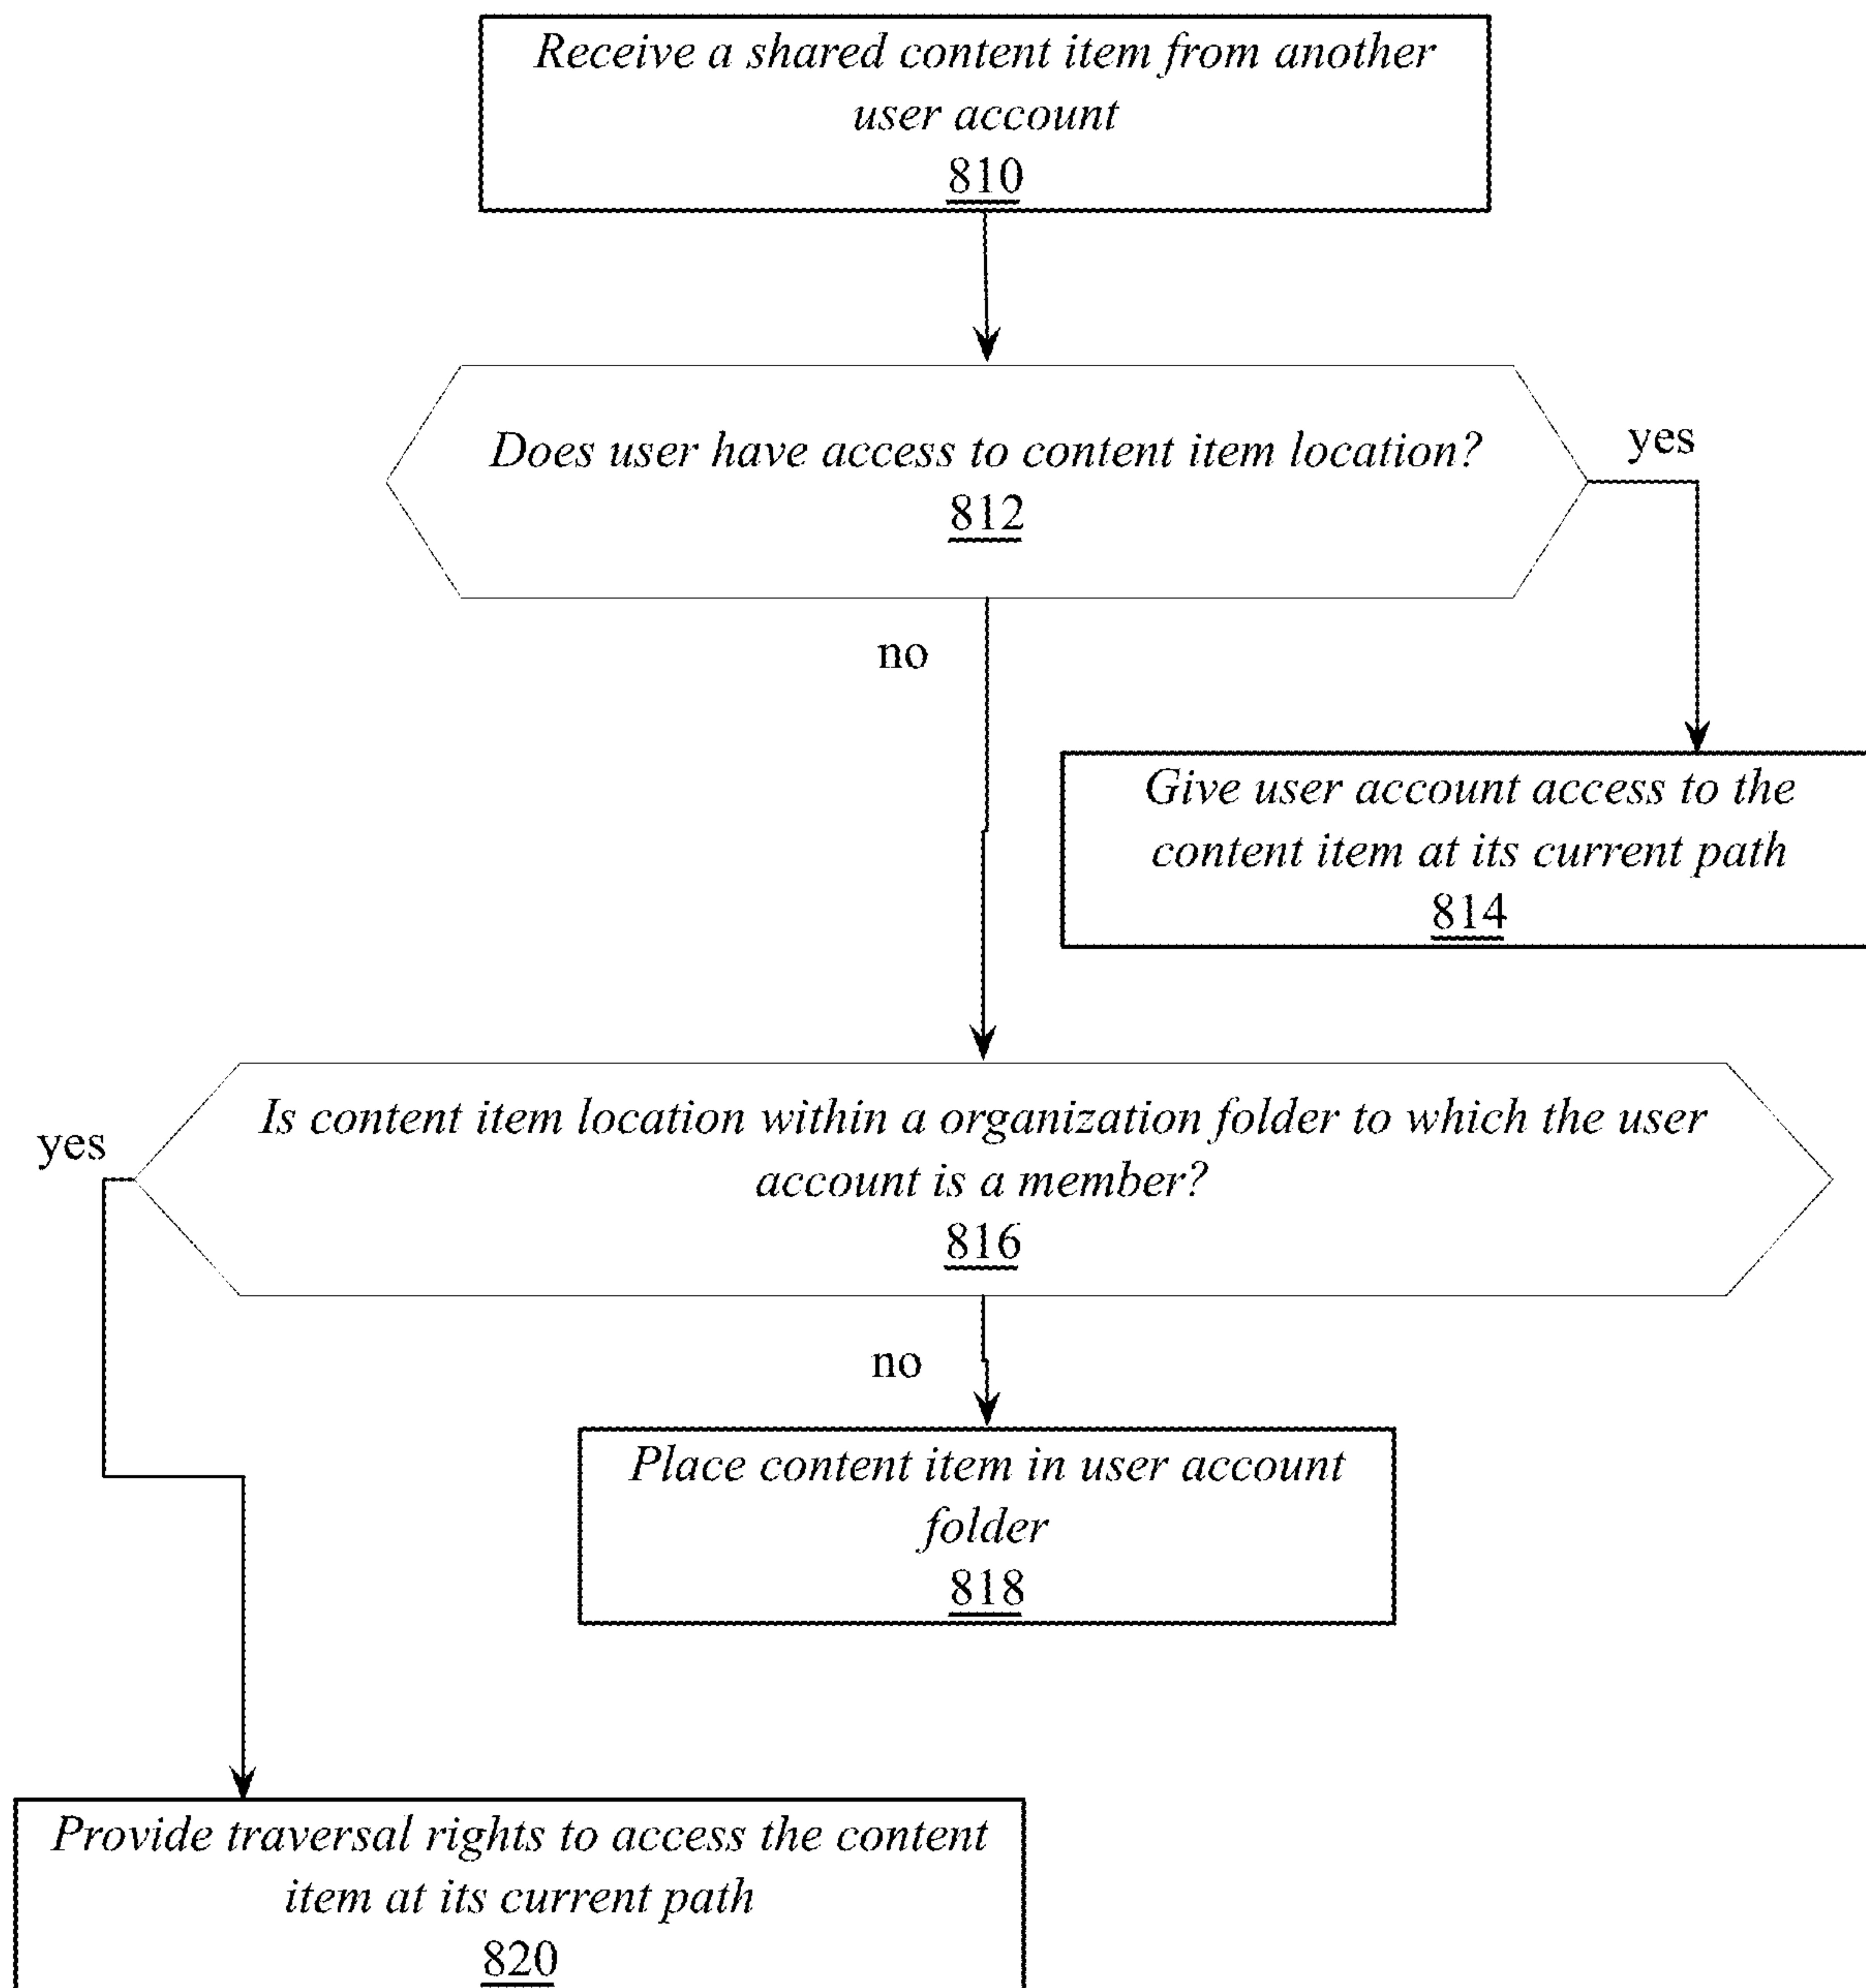 Receive a shared content item from another
user account
810
Does user have access to content item location?
812
yes
no
Give user account access to the
content item at its current path
814
Is content item location within a organization folder to which the user
account is a member?
816
yes
no
Place content item in user account
folder
818
Provide traversal rights to access the content
item at its current path
820